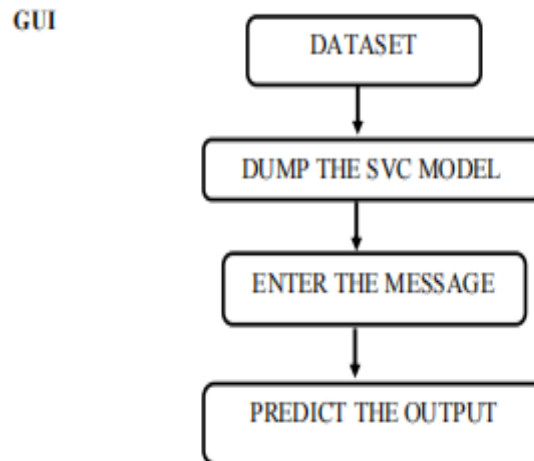 GUI
DATASET
DUMP THE SVC MODEL
ENTER THE MESSAGE
PREDICT THE OUTPUT